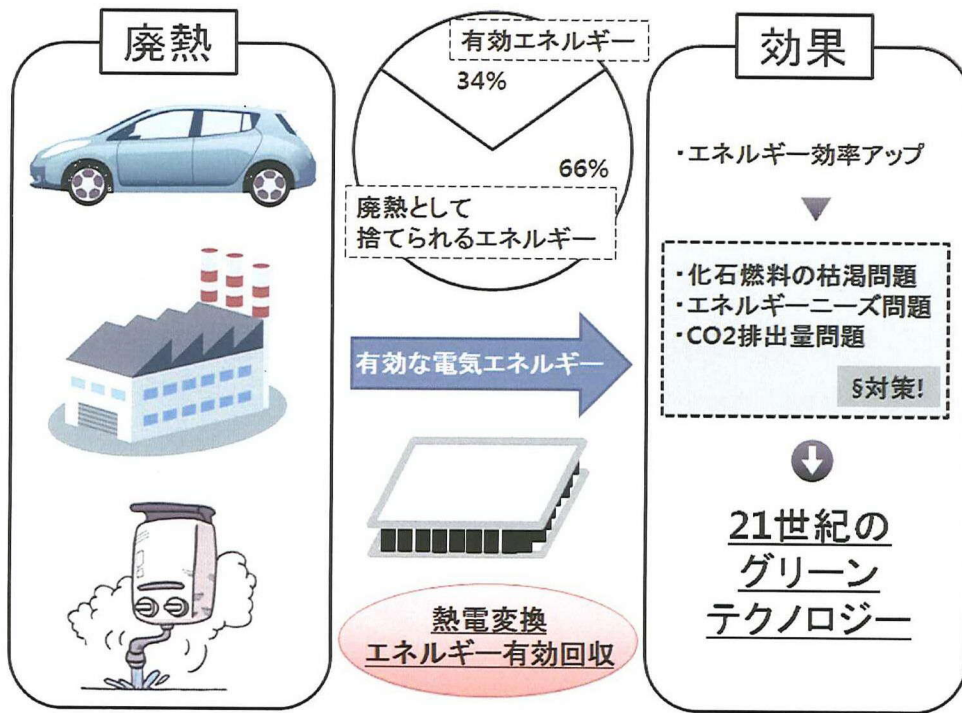 廃熱
有効エネルギー
34%
66%
廃熱として
捨てられるエネルギー
有効な電気エネルギー
熱電変換
エネルギー有効回収
効果
・エネルギー効率アップ
・化石燃料の枯渇問題
・エネルギーニーズ問題
・CO2排出量問題
§対策!
21世紀の
グリーン
テクノロジー